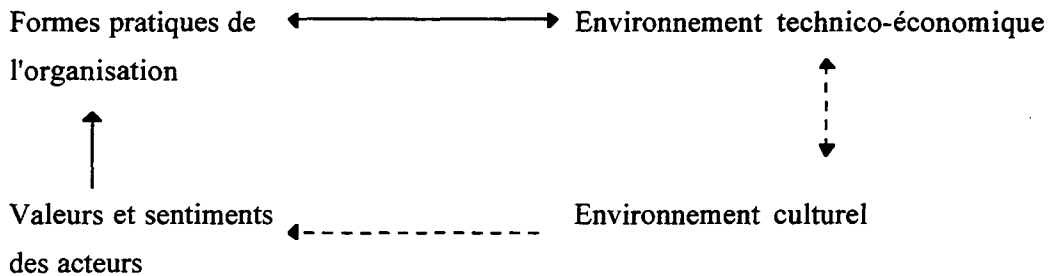 Formes pratiques de
l'organisation
Environnement technico-économique
Valeurs et sentiments
des acteurs
Environnement culturel